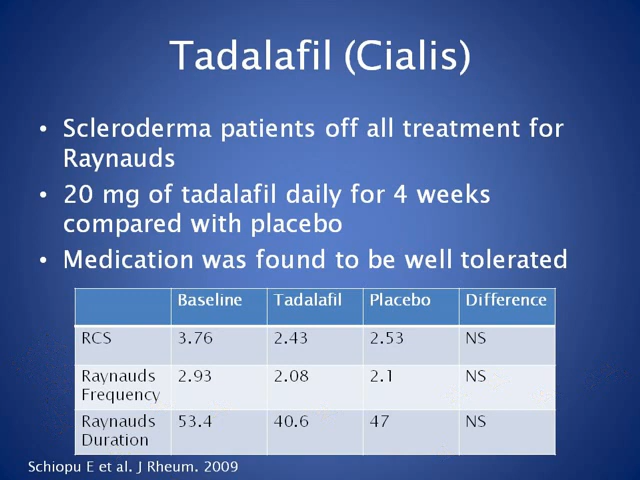 Tadalafil (Cialis)
• Scleroderma patients off all treatment for
Raynauds
• 20 mg of tadalafil daily for 4 weeks
compared with placebo
• Medication was found to be well tolerated
Baseline Tadalafil Placebo Difference
RCS 3.76 2.43 2.53 NS
Raynauds 2.93 2.08 2.1 NS
Frequency
Raynauds 53.4 40.6 47 NS
Duration
Schiopu E et al. J Rheum. 2009